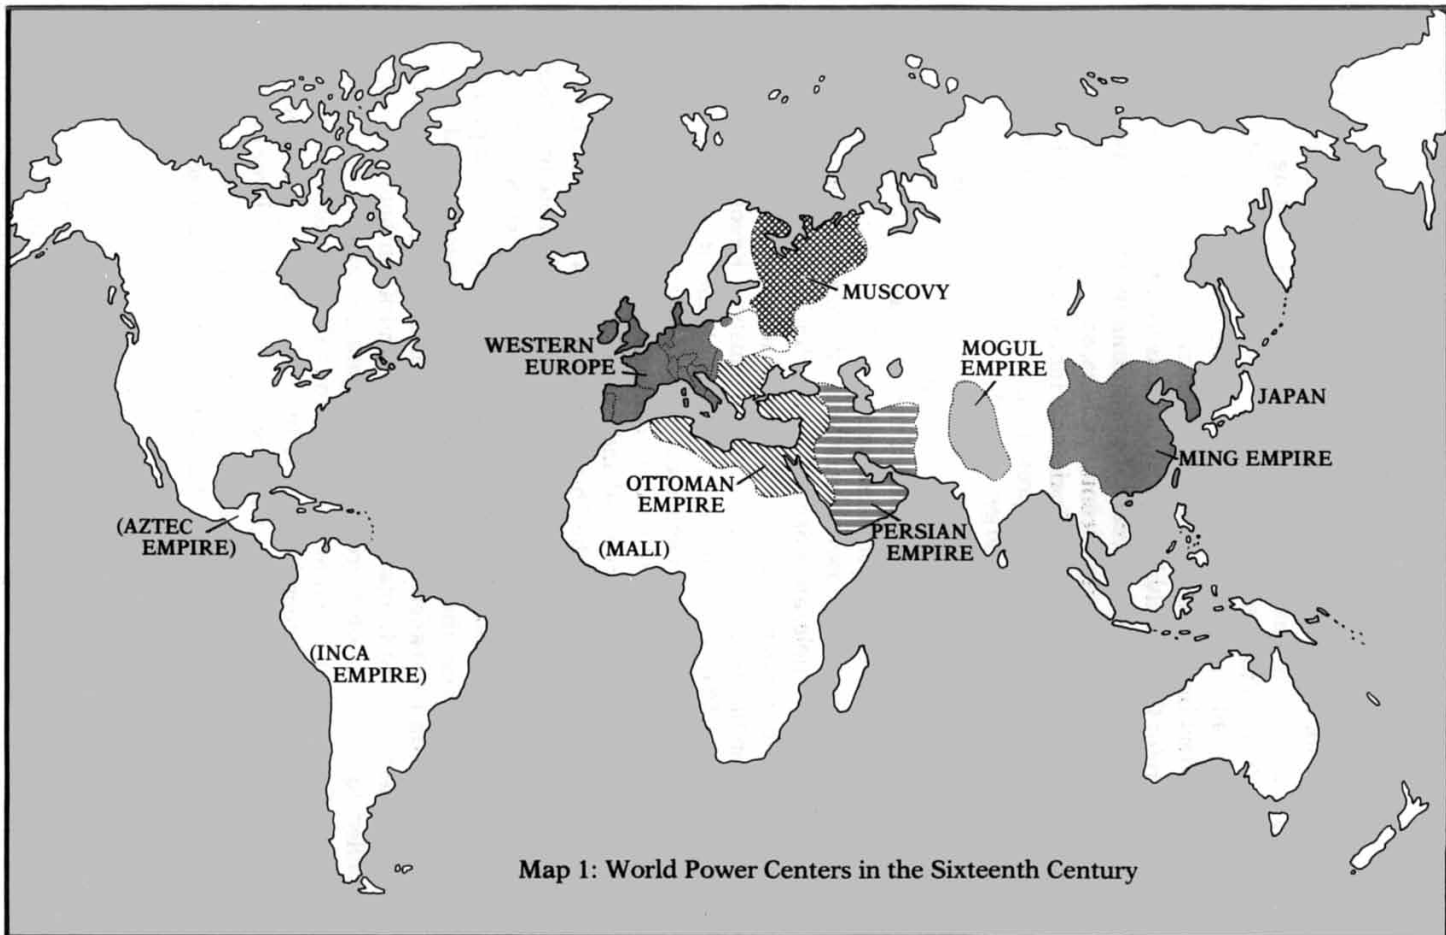 MUSCOVY
WESTERN
EUROPE
MOGUL
EMPIRE
JAPAN
MING EMPIRE
OTTOMAN
EMPIRE
(AZTEC
EMPIRE)
PERSIAN
EMPIRE
(MALI)
(INCA
EMPIRE)
Map 1: World Power Centers in the Sixteenth Century